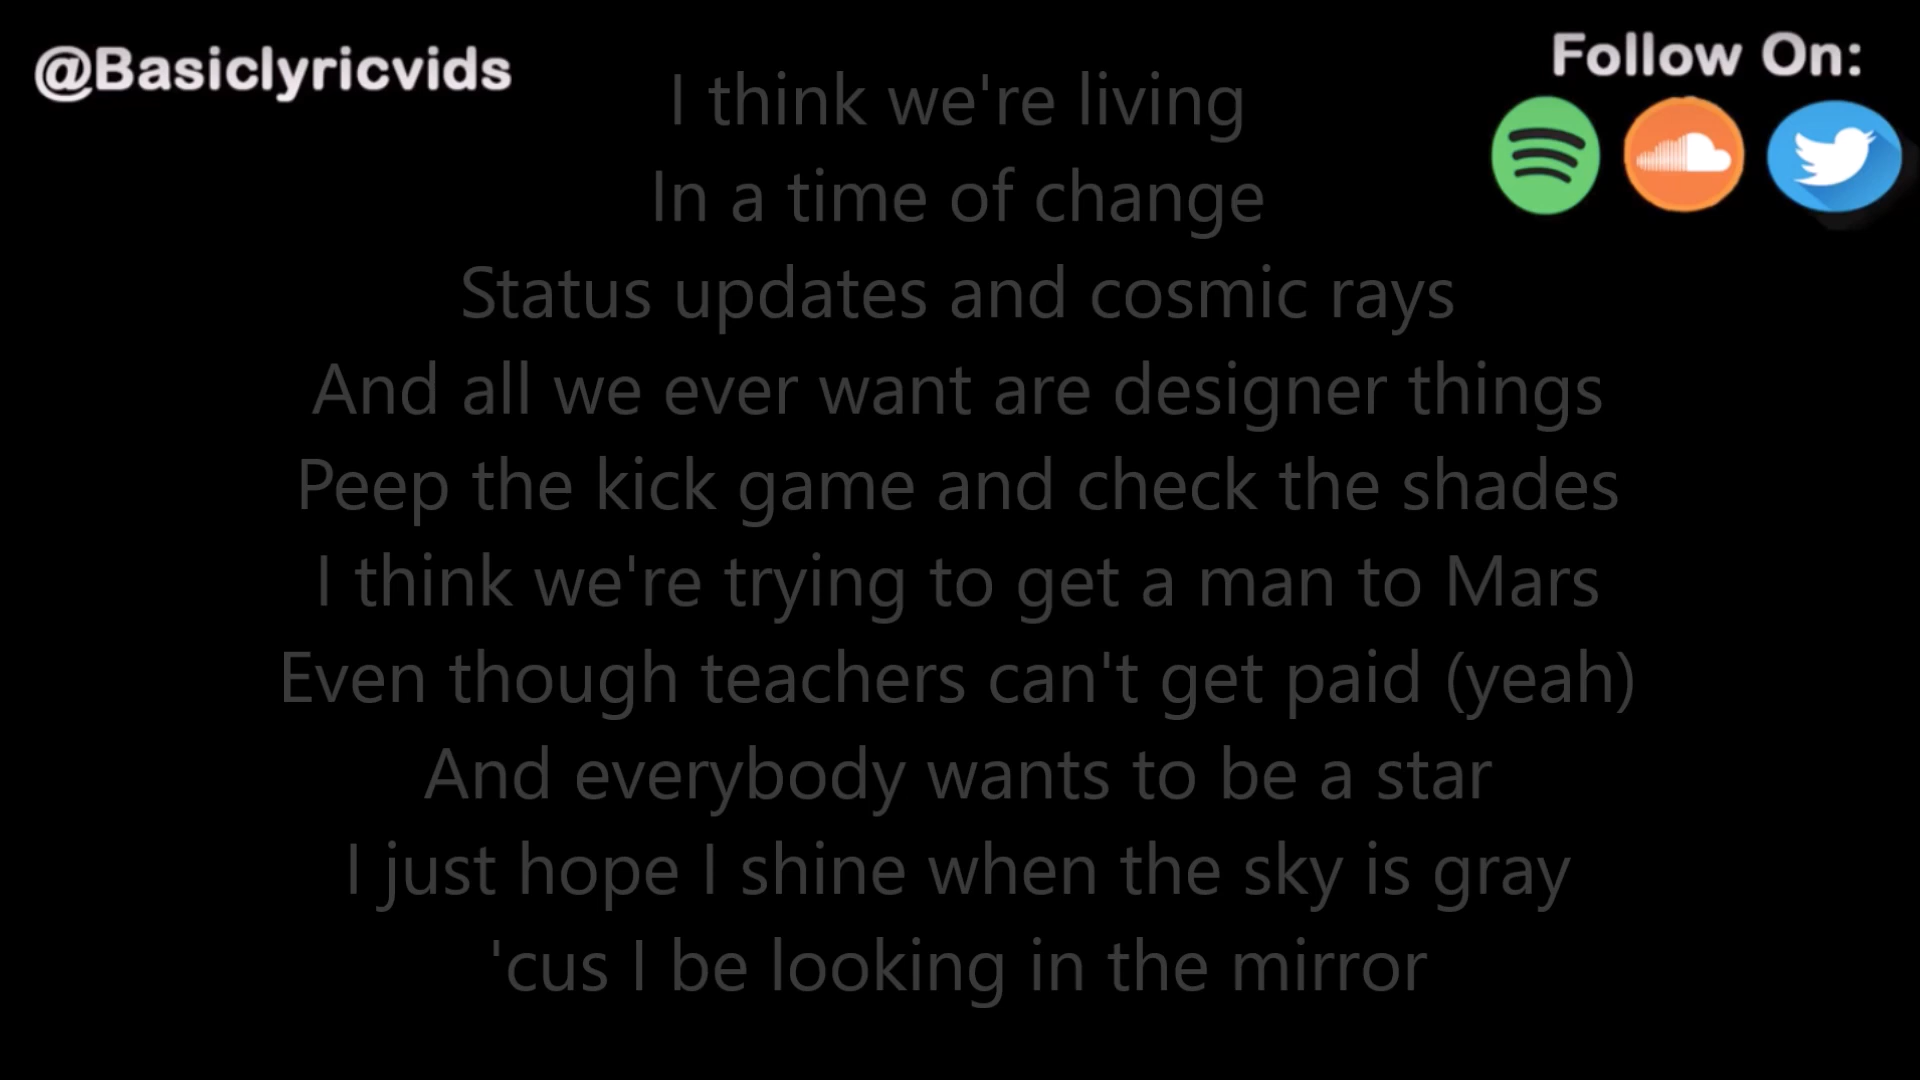 @Basiclyricvids
Follow On:
I think we're living
In a time of change
Status updates and cosmic rays
And all we ever want are designer things
Peep the kick game and check the shades
I think we're trying to get a man to Mars
Even though teachers can't get paid (yeah)
And everybody wants to be a star
I just hope I shine when the sky is gray
'cus I be looking in the mirror